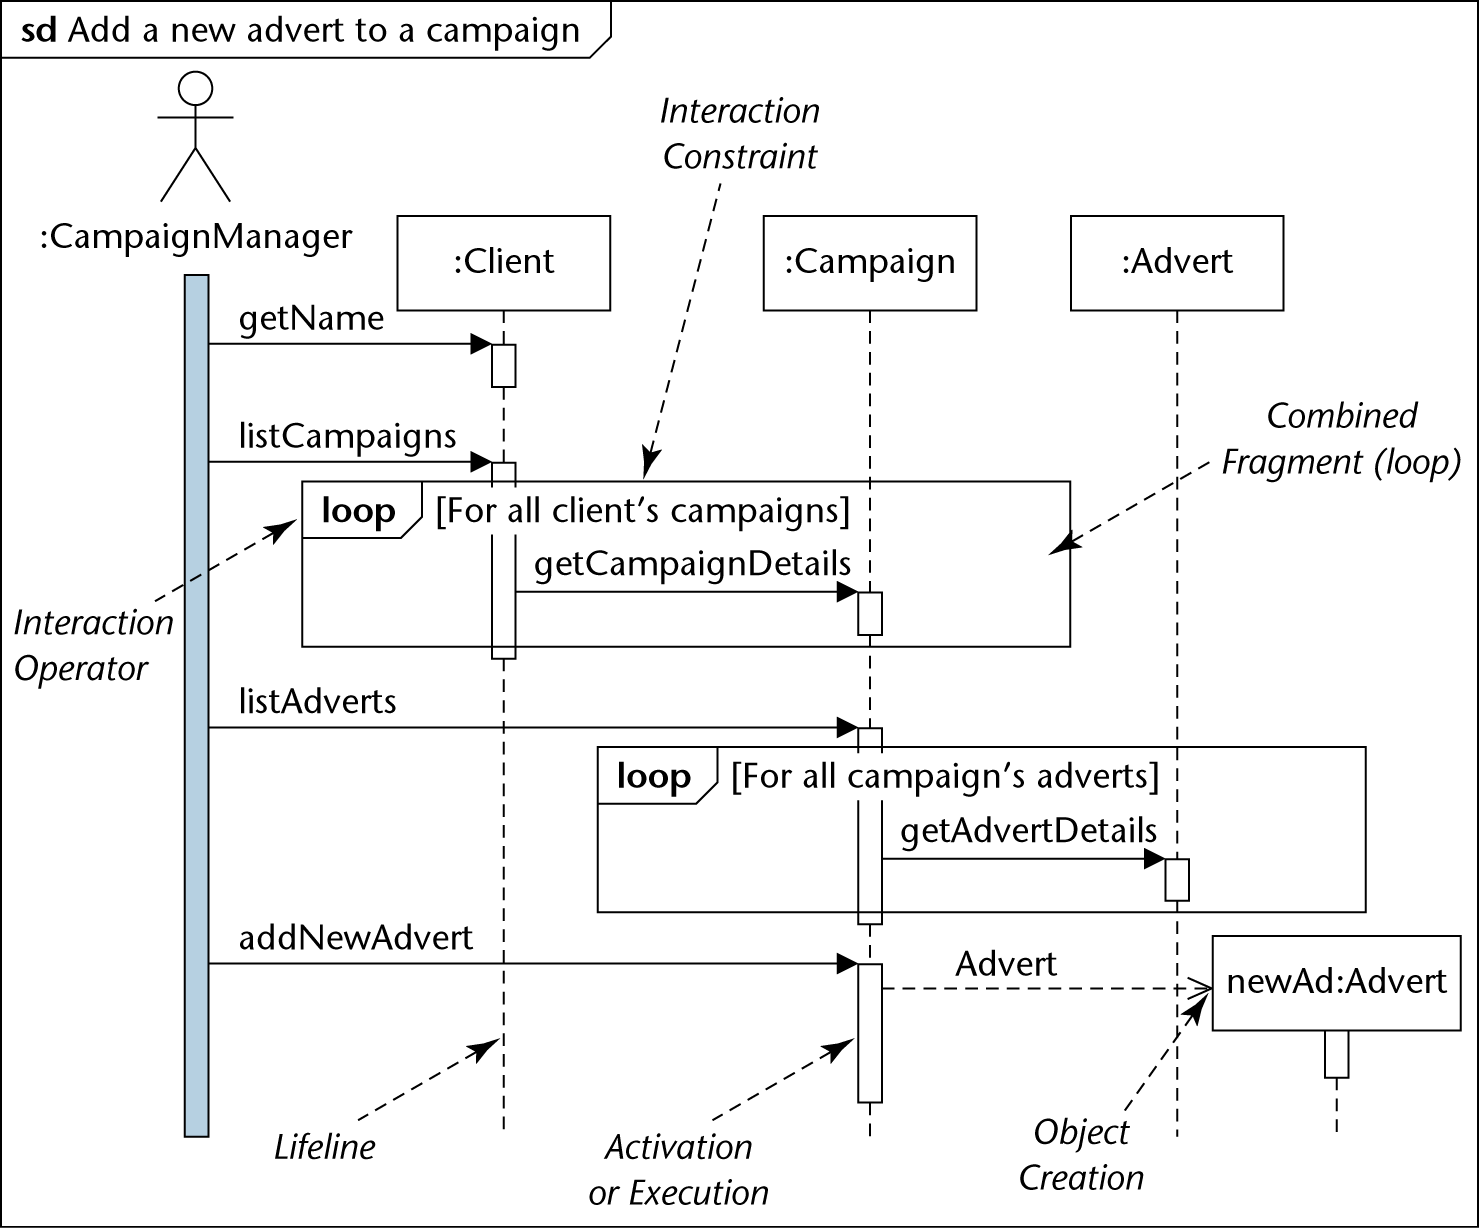 sd Add a new advert to a campaign
Interaction
Constraint
:CampaignManager
:Client
:Campaign
:Advert
getName
listCampaigns
Combined
Fragment (loop)
loop [For all client's campaigns]
getCampaignDetails
Interaction
Operator
listAdverts
loop [For all campaign's adverts]
getAdvertDetails
addNewAdvert
Advert
newAd:Advert
Lifeline
Activation
or Execution
Object
Creation